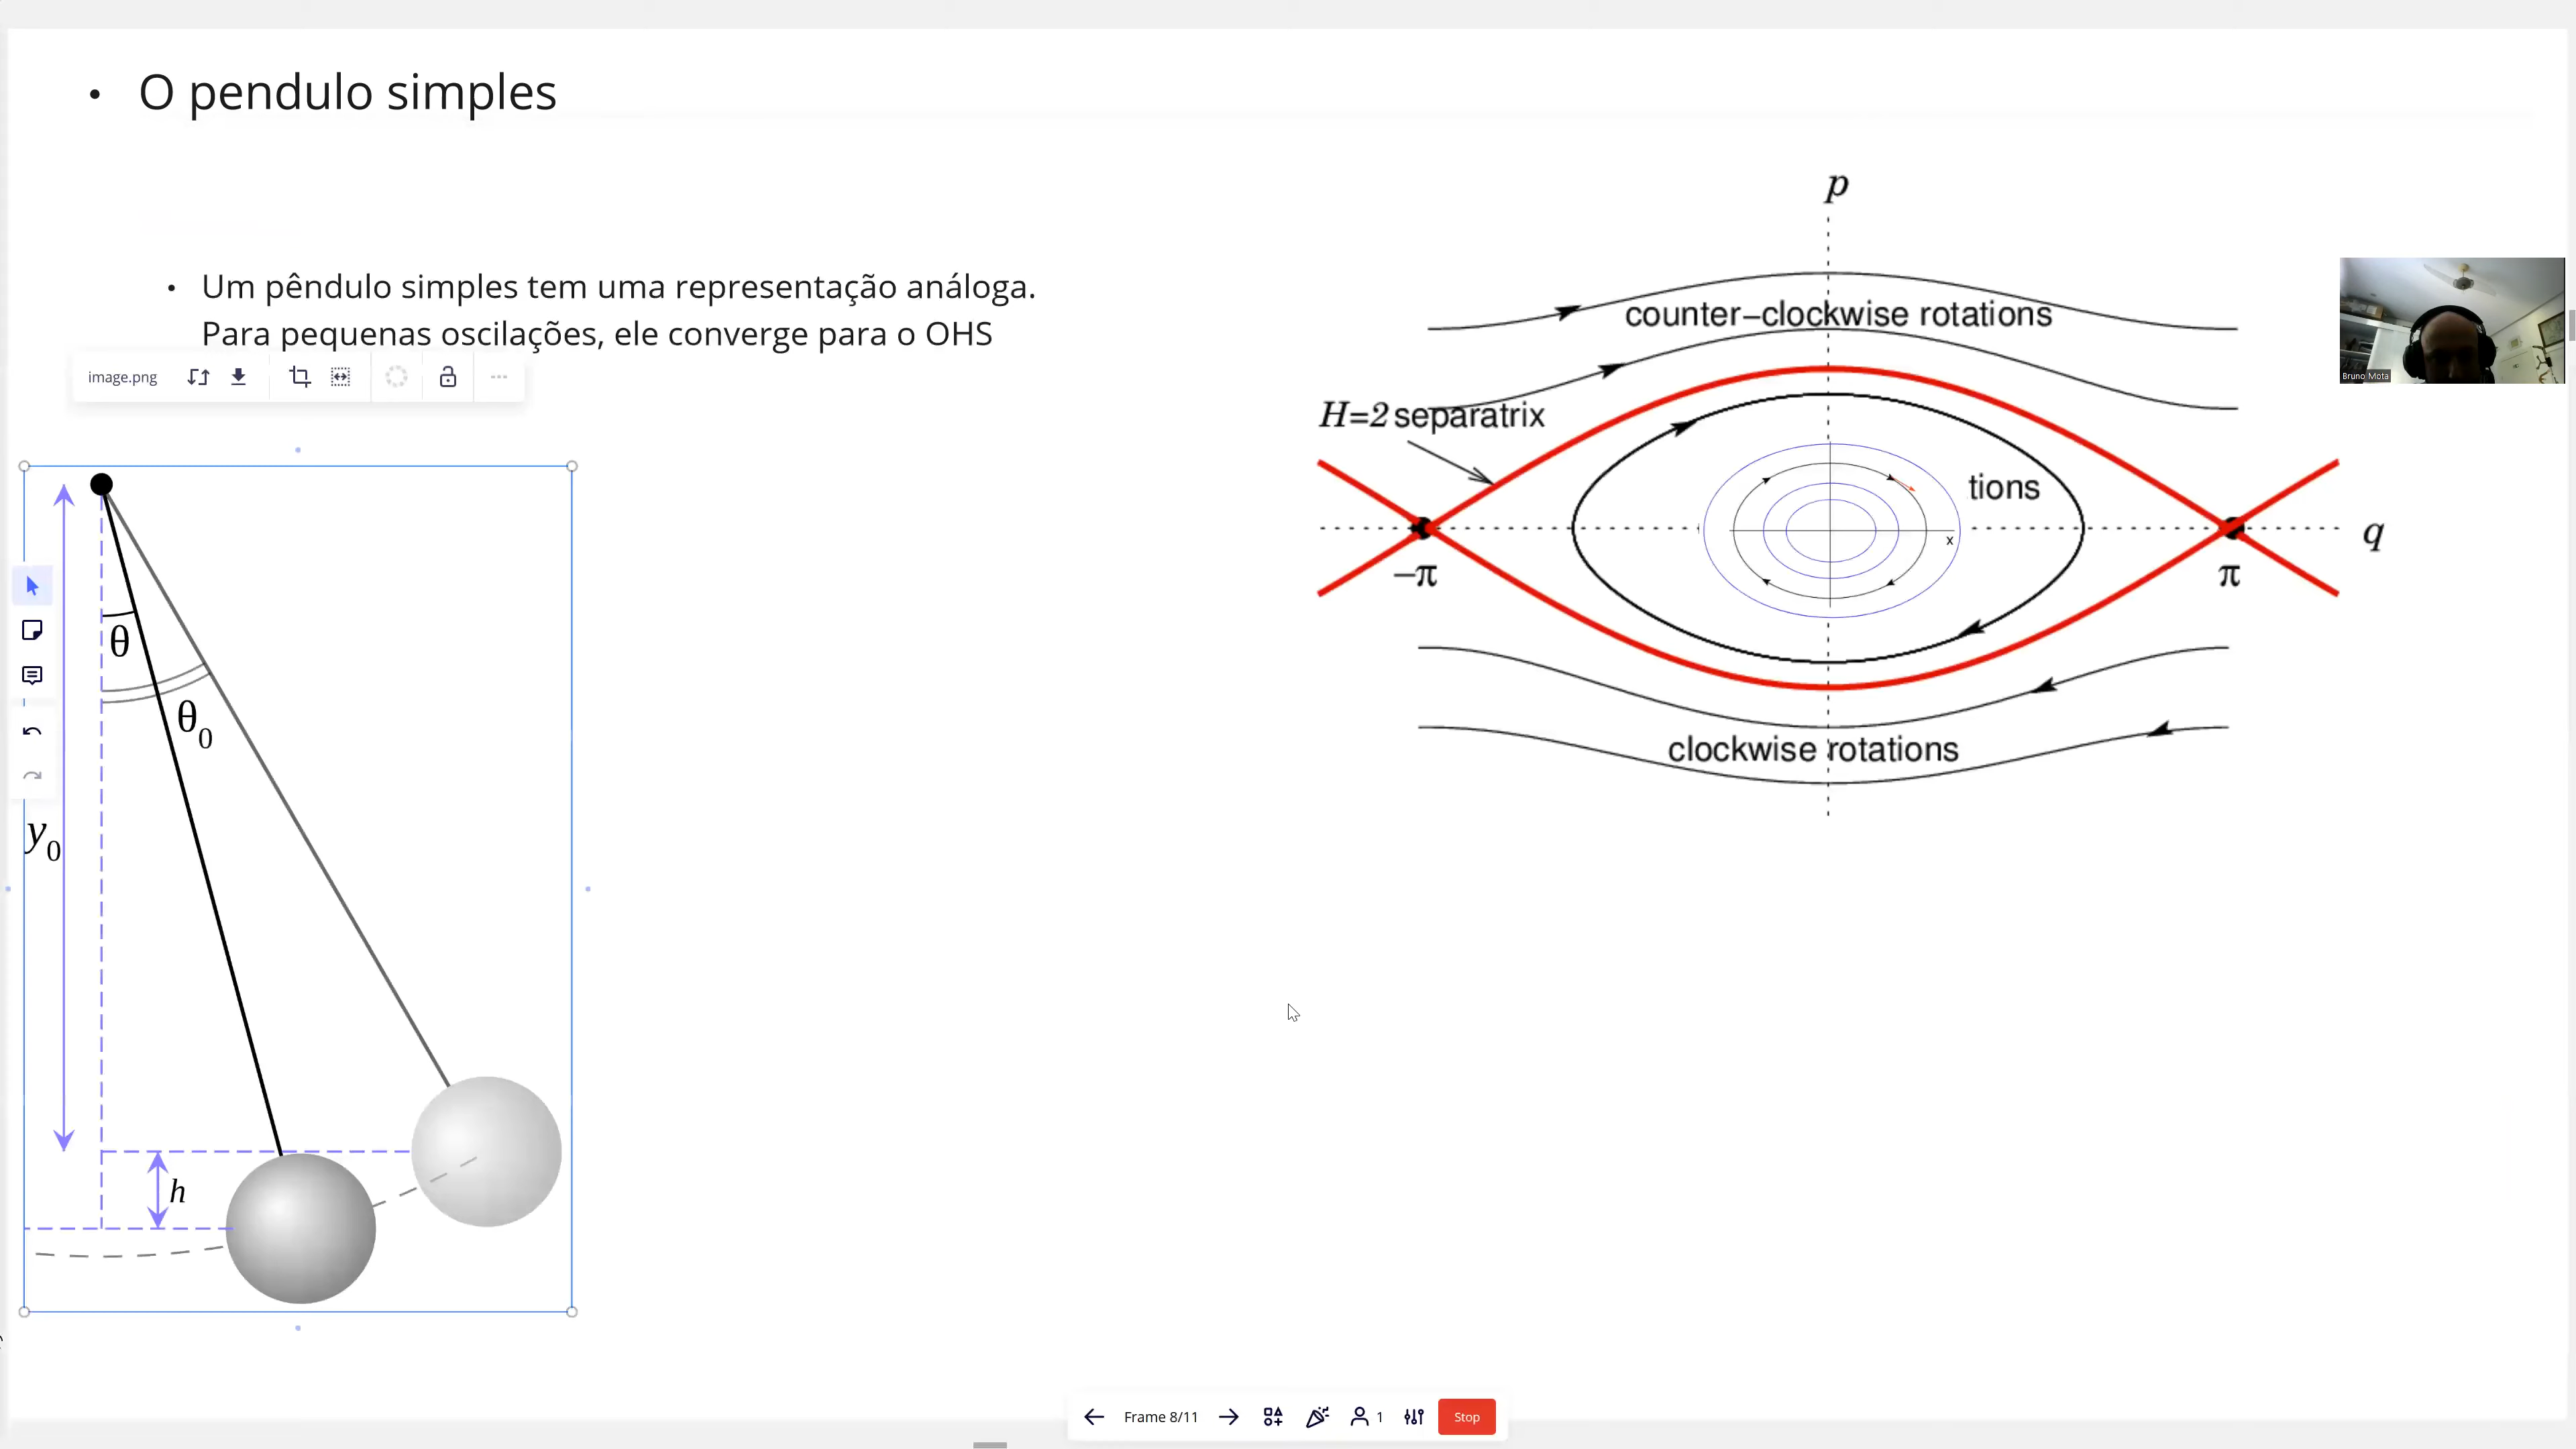 • O pendulo simples
• Um pêndulo simples tem uma representação análoga.
Para pequenas oscilações, ele converge para o OHS
image.png
θ
θ0
y0
h
p
counter–clockwise rotations
H=2 separatrix
tions
x
q
–π
π
clockwise rotations
Bruno Mota
Frame 8/11
1
Stop